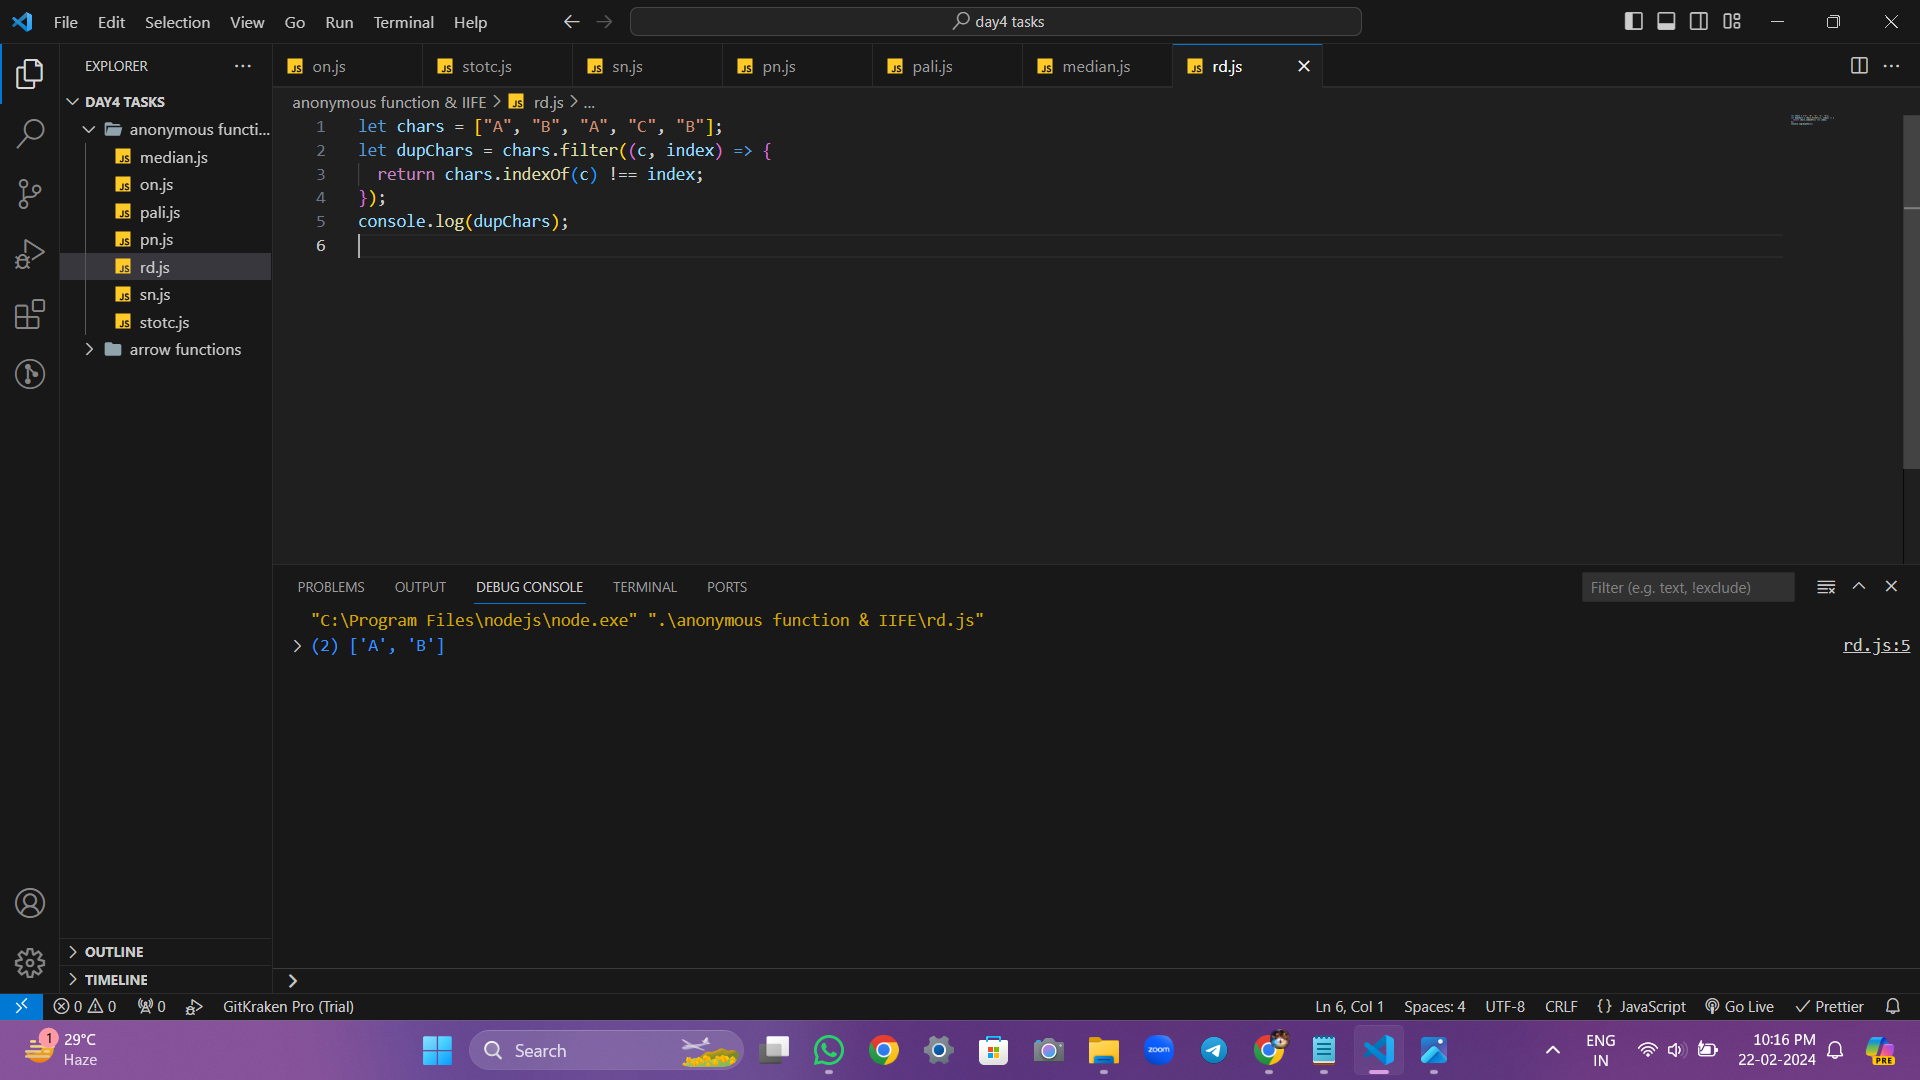 File Edit Selection View Go Run Terminal Help
day4 tasks
EXPLORER
DAY4 TASKS
anonymous functi...
median.js
on.js
pali.js
pn.js
rd.js
sn.js
stotc.js
arrow functions
OUTLINE
TIMELINE
on.js stotc.js sn.js pn.js pali.js median.js rd.js
anonymous function & IIFE > rd.js > ...
1 let chars = ["A", "B", "A", "C", "B"];
2 let dupChars = chars.filter((c, index) => {
3 return chars.indexOf(c) !== index;
4 });
5 console.log(dupChars);
6
PROBLEMS OUTPUT DEBUG CONSOLE TERMINAL PORTS
Filter (e.g. text, !exclude)
"C:\Program Files\nodejs\node.exe" ".\anonymous function & IIFE\rd.js"
(2) ['A', 'B'] rd.js:5
0 0 0 GitKraken Pro (Trial)
Ln 6, Col 1 Spaces: 4 UTF-8 CRLF {} JavaScript Go Live Prettier
1 29°C
Haze
Search
zoom
ENG
IN
10:16 PM
22-02-2024
PRE